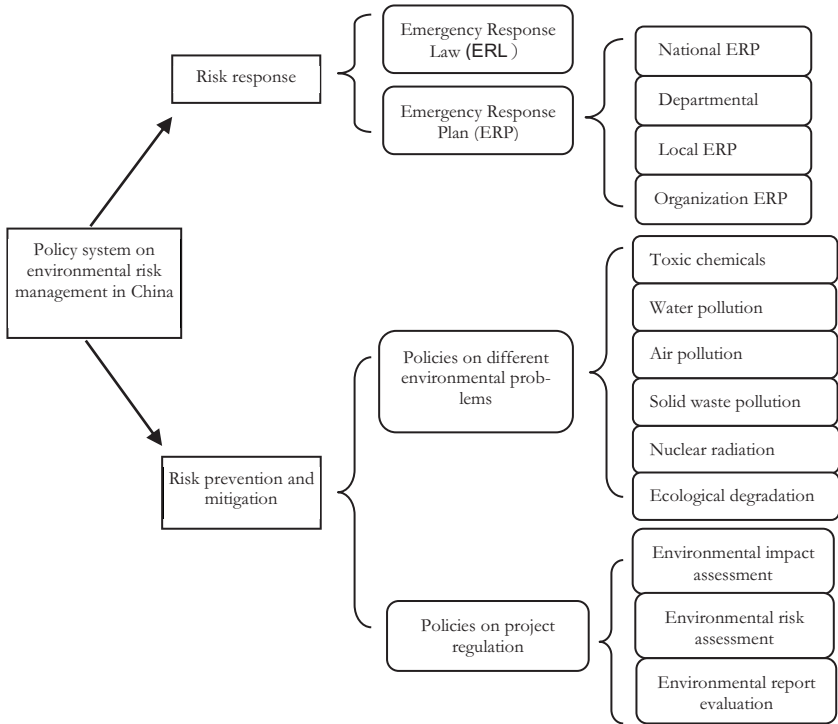 Emergency Response
Law (ERL )
Risk response
Emergency Response
Plan (ERP)
National ERP
Departmental
Local ERP
Organization ERP
Policy system on
environmental risk
management in China
Toxic chemicals
Water pollution
Policies on different
environmental prob-
lems
Air pollution
Solid waste pollution
Nuclear radiation
Ecological degradation
Risk prevention and
mitigation
Environmental impact
assessment
Policies on project
regulation
Environmental risk
assessment
Environmental report
evaluation